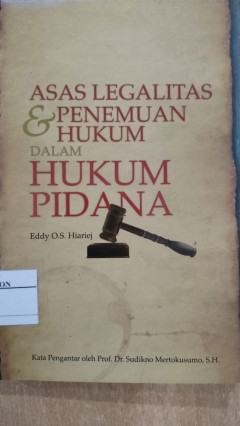 ASAS LEGALITAS
& PENEMUAN
HUKUM
DALAM
HUKUM
PIDANA
Eddy O.S. Hiariej
ON
Kata Pengantar oleh Prof. Dr. Sudikno Mertokusumo, S.H.